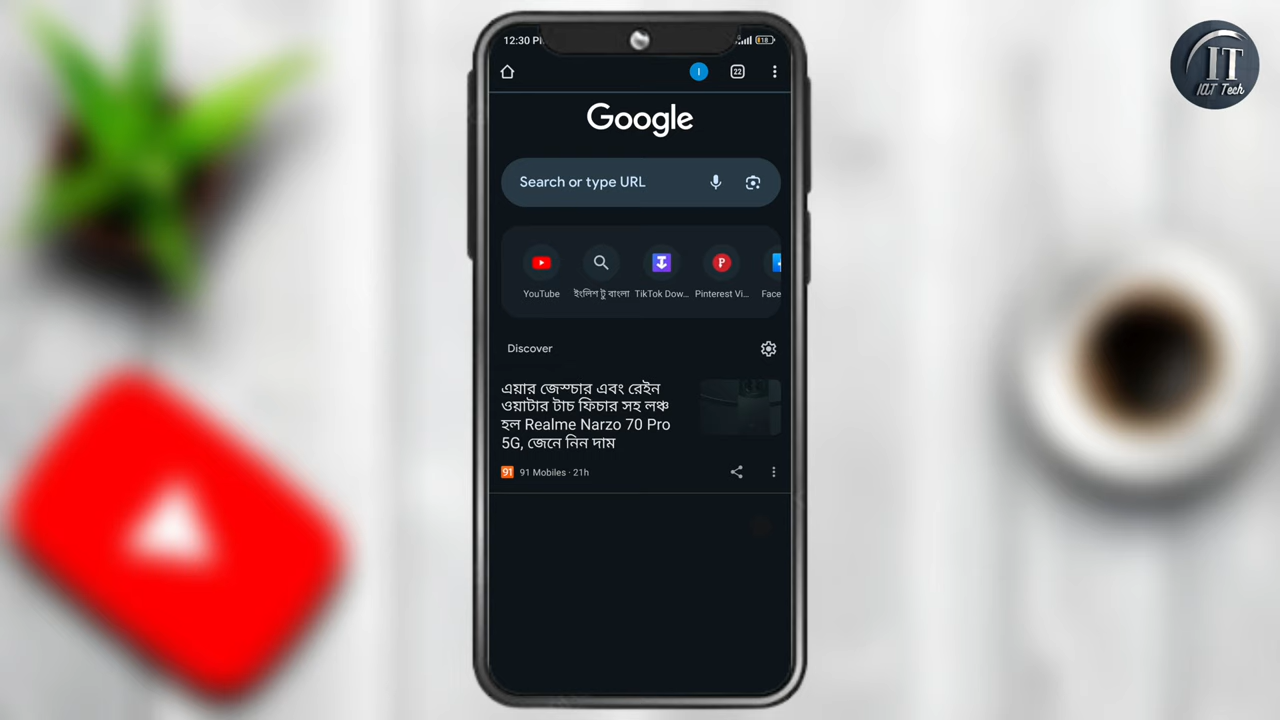 IT
IQT Tech
12:30 P
18
I
22
Google
Search or type URL
YouTube
ইংলিশ টু বাংলা
TikTok Dow...
Pinterest Vi...
Face
Discover
এয়ার জেস্চার এবং রেইন
ওয়াটার টাচ ফিচার সহ লঞ্চ
হল Realme Narzo 70 Pro
5G, জেনে নিন দাম
91
91 Mobiles · 21h